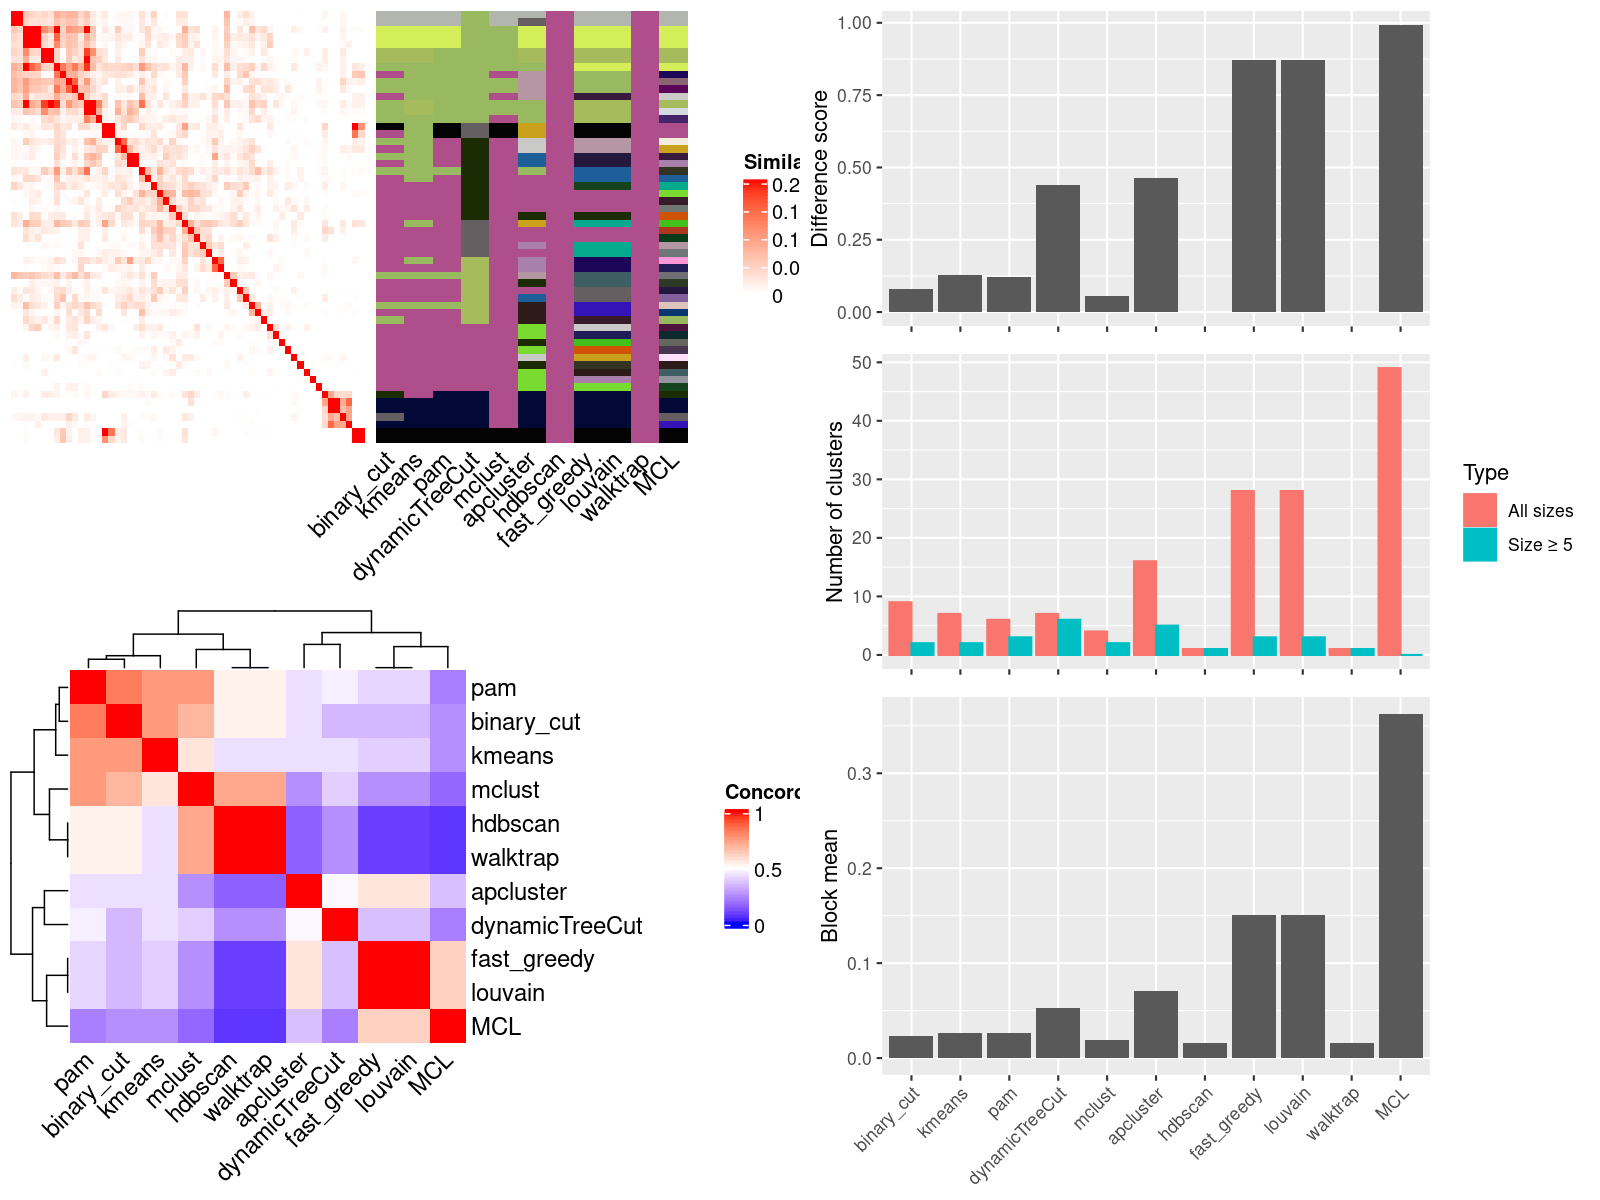 Simila
0.2
0.1
0.1
0.0
0
binary_cut
kmeans
pam
dynamicTreeCut
mclust
apcluster
hdbscan
fast_greedy
louvain
walktrap
MCL
pam
binary_cut
kmeans
mclust
hdbscan
walktrap
apcluster
dynamicTreeCut
fast_greedy
louvain
MCL
pam
binary_cut
kmeans
mclust
hdbscan
walktrap
apcluster
dynamicTreeCut
fast_greedy
louvain
MCL
Concord
1
0.5
0
Difference score
1.00
0.75
0.50
0.25
0.00
Number of clusters
50
40
30
20
10
0
Type
All sizes
Size ≥ 5
Block mean
0.3
0.2
0.1
0.0
binary_cut
kmeans
pam
dynamicTreeCut
mclust
apcluster
hdbscan
fast_greedy
louvain
walktrap
MCL